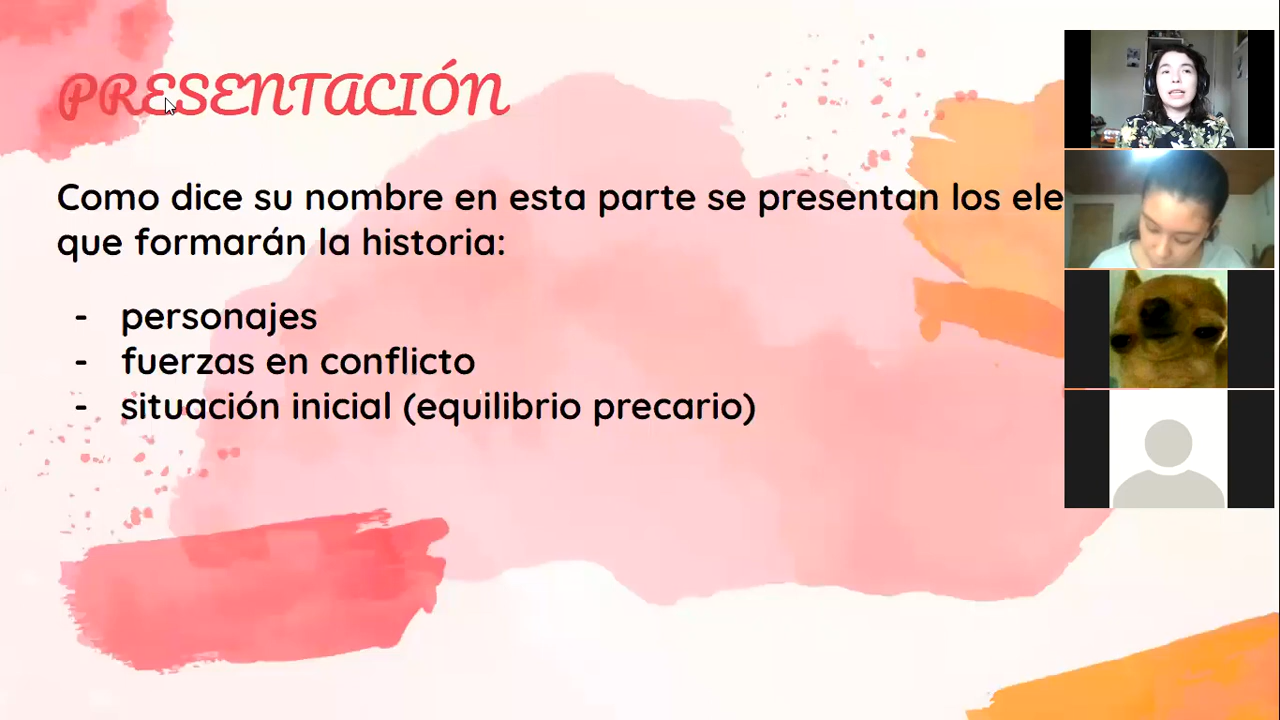 PRESENTACIÓN
Como dice su nombre en esta parte se presentan los ele
que formarán la historia:
- personajes
- fuerzas en conflicto
- situación inicial (equilibrio precario)